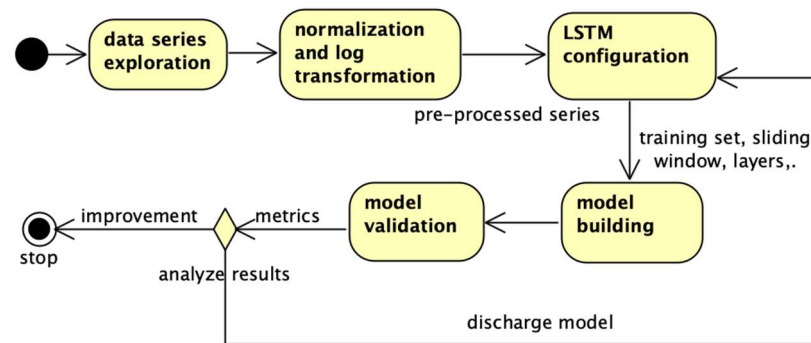 data series
exploration
normalization
and log
transformation
LSTM
configuration
pre-processed series
training set, sliding
window, layers,.
model
building
model
validation
metrics
improvement
stop
analyze results
discharge model